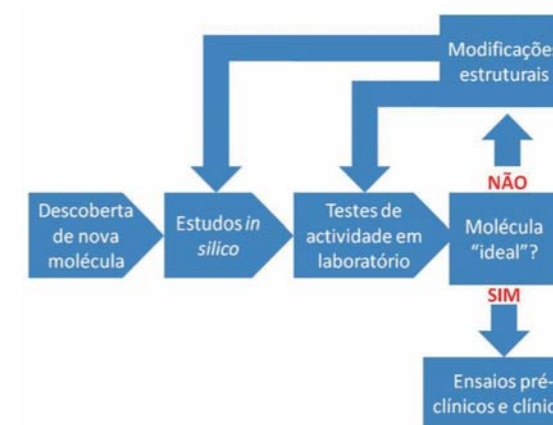 Modificações
estruturais
NÃO
Descoberta
de nova
molécula
Estudos in
silico
Testes de
actividade em
laboratório
Molécula
“ideal”?
SIM
Ensaios pré-
clínicos e clínic